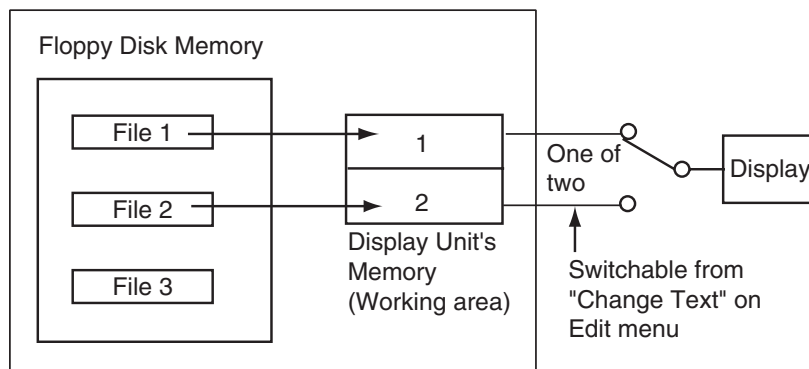 Floppy Disk Memory
File 1
File 2
File 3
1
2
Display Unit's
Memory
(Working area)
One of
two
Display
Switchable from
"Change Text" on
Edit menu